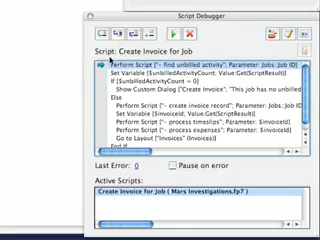 Script Debugger
Script: Create Invoice for Job
Perform Script ["~ find unbilled activity"; Parameter: Jobs::Job ID]
Set Variable [$unbilledActivityCount; Value:Get(ScriptResult)]
If [$unbilledActivityCount = 0]
Show Custom Dialog ["Create Invoice"; "This job has no unbilled
Else
Perform Script ["~ create invoice record"; Parameter: Jobs::Job ID]
Set Variable [$invoiceId; Value:Get(ScriptResult)]
Perform Script ["~ process timeslips"; Parameter: $invoiceId]
Perform Script ["~ process expenses"; Parameter: $invoiceId]
Go to Layout ["Invoices" (Invoices)]
End If
Last Error: 0
Pause on error
Active Scripts:
Create Invoice for Job ( Mars Investigations.fp7 )